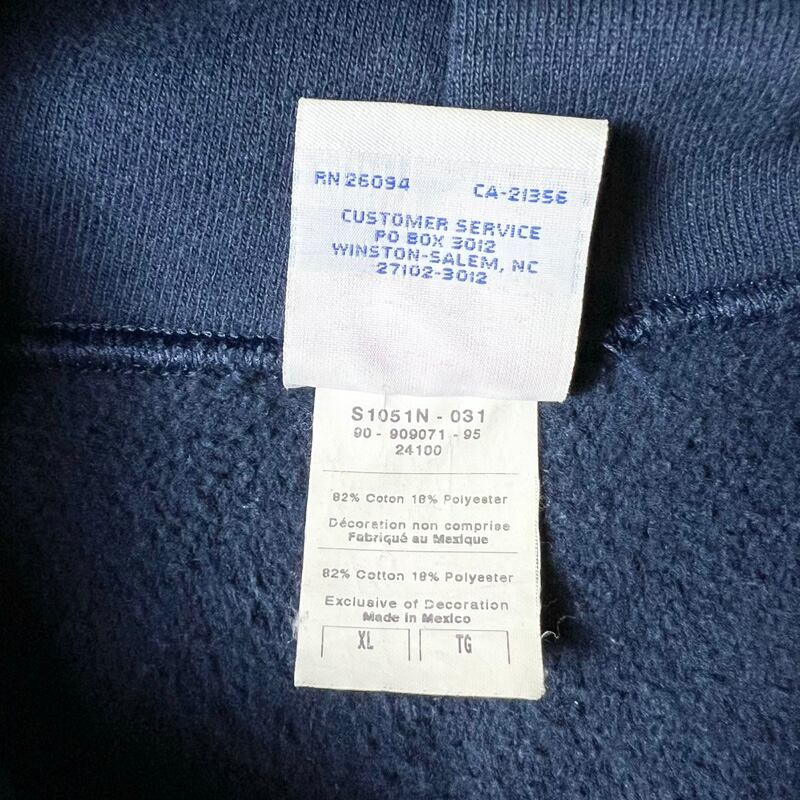 RN 26094 CA-21356
CUSTOMER SERVICE
PO BOX 3012
WINSTON-SALEM, NC
27102-3012
S1051N - 031
90 - 909071 - 95
24100
82% Coton 18% Polyester
Décoration non comprise
Fabriqué au Mexique
82% Cotton 18% Polyester
Exclusive of Decoration
Made in Mexico
XL TG